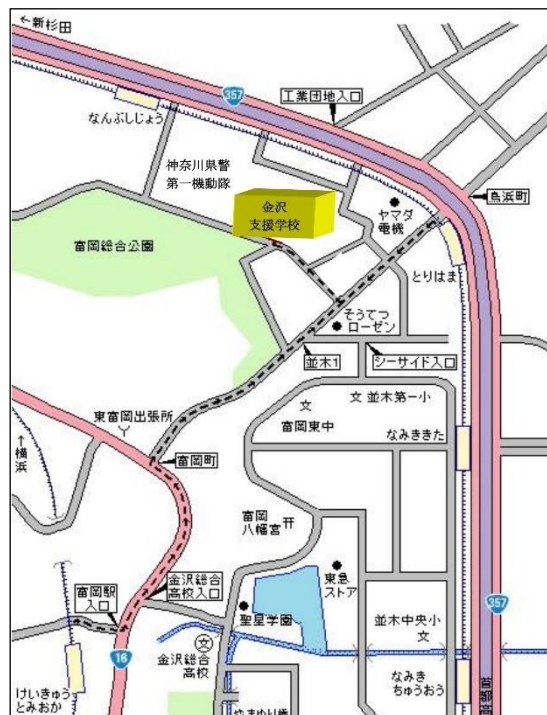 ←新杉田
357
工業団地入口
なんぶしじょう
神奈川県警
第一機動隊
鳥浜町
金沢
支援学校
ヤマダ
電機
富岡総合公園
とりはま
そうてつ
ローゼン
並木1
シーサイド入口
東富岡出張所
文
文 並木第一小
富岡東中
なみききた
↑横浜
富岡町
富岡
八幡宮
東急
ストア
富岡駅
入口
金沢総合
高校入口
聖星学園
並木中央小
文
357
16
文
金沢総合
高校
けいきゅう
とみおか
なみき
ちゅうおう
やまゆり橋